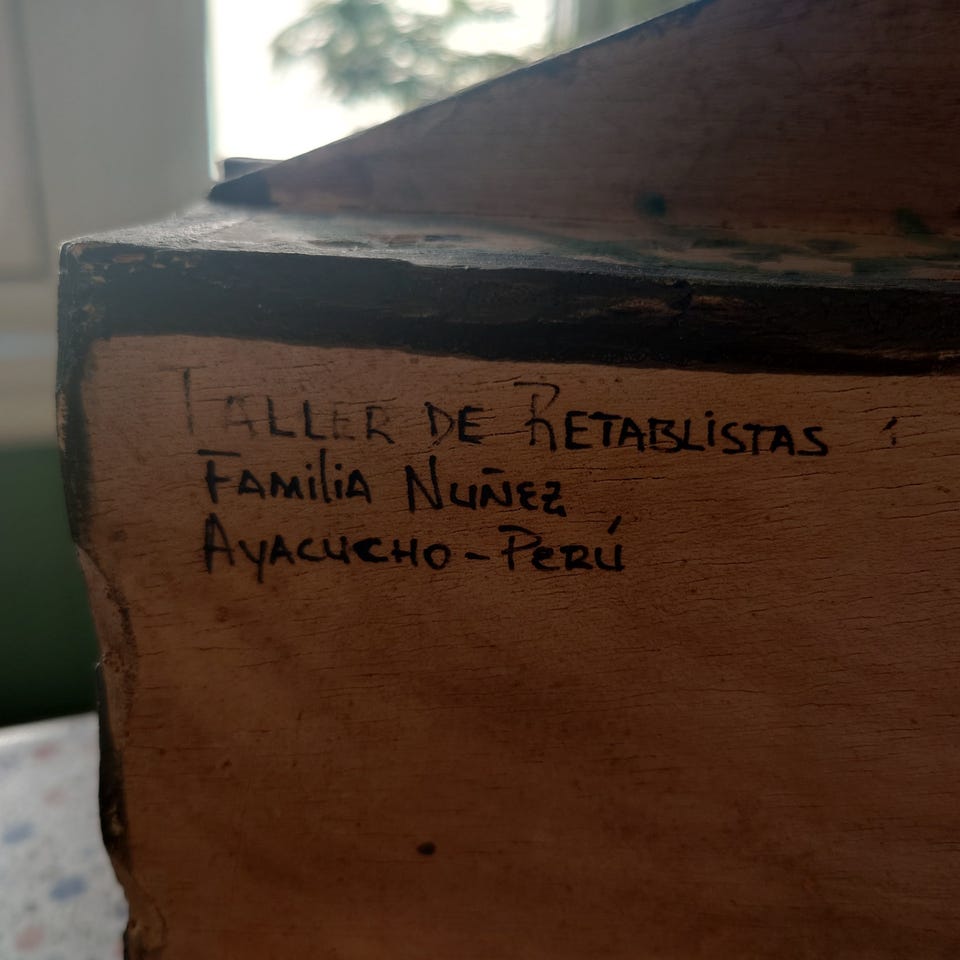 TALLER DE RETABLISTAS
FAMILIA NUÑEZ
AYACUCHO-PERÚ